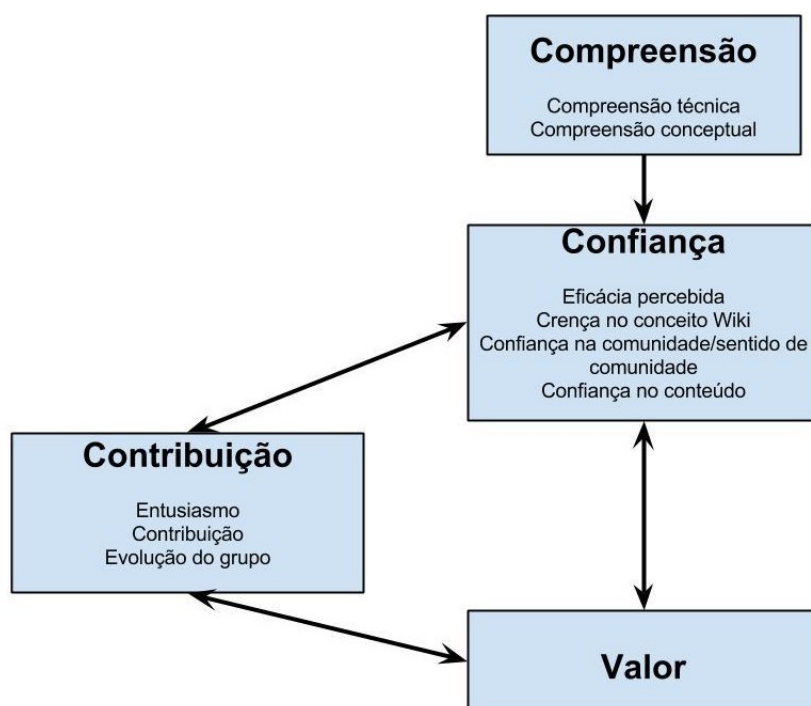 Compreensão
Compreensão técnica
Compreensão conceptual
Confiança
Eficácia percebida
Crença no conceito Wiki
Confiança na comunidade/sentido de
comunidade
Confiança no conteúdo
Contribuição
Entusiasmo
Contribuição
Evolução do grupo
Valor